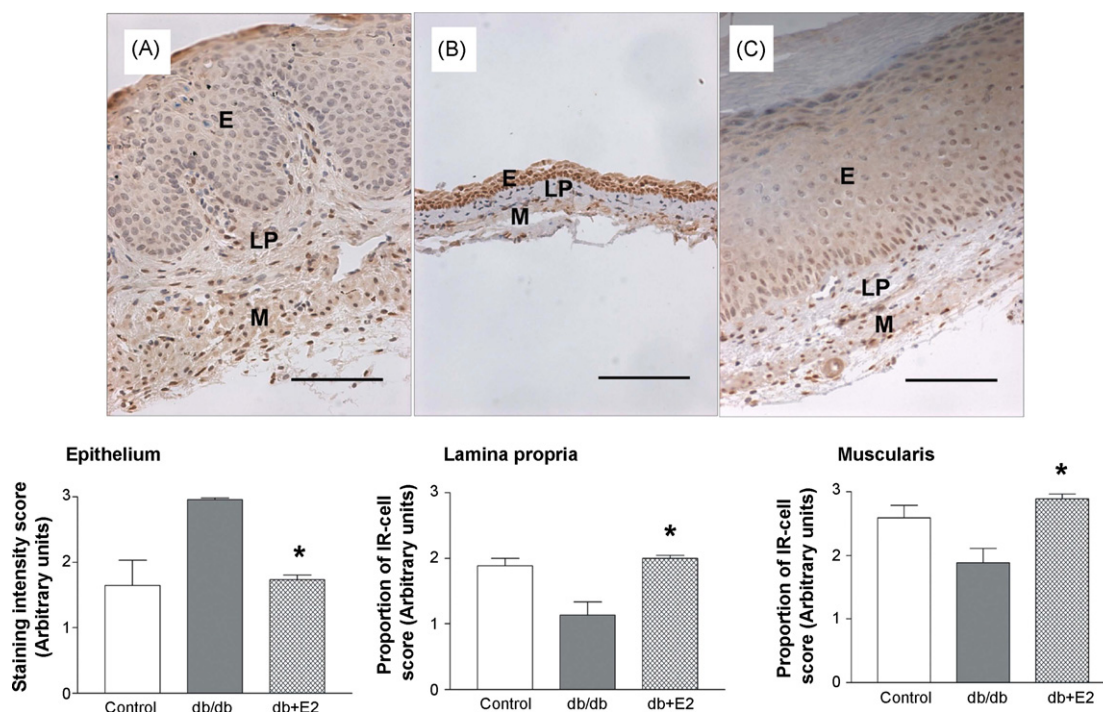 (A)
(B)
(C)
E
LP
M
E
LP
M
E
LP
M
Epithelium
Staining intensity score
(Arbitrary units)
3
2
1
0
*
Control db/db db+E2
Lamina propria
Proportion of IR-cell
score (Arbitrary units)
3
2
1
0
*
Control db/db db+E2
Muscularis
Proportion of IR-cell
score (Arbitrary units)
3
2
1
0
*
Control db/db db+E2